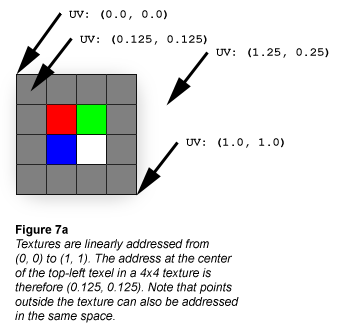 UV: (0.0, 0.0)
UV: (0.125, 0.125)
UV: (1.25, 0.25)
UV: (1.0, 1.0)
Figure 7a
Textures are linearly addressed from
(0, 0) to (1, 1). The address at the center
of the top-left texel in a 4x4 texture is
therefore (0.125, 0.125). Note that points
outside the texture can also be addressed
in the same space.